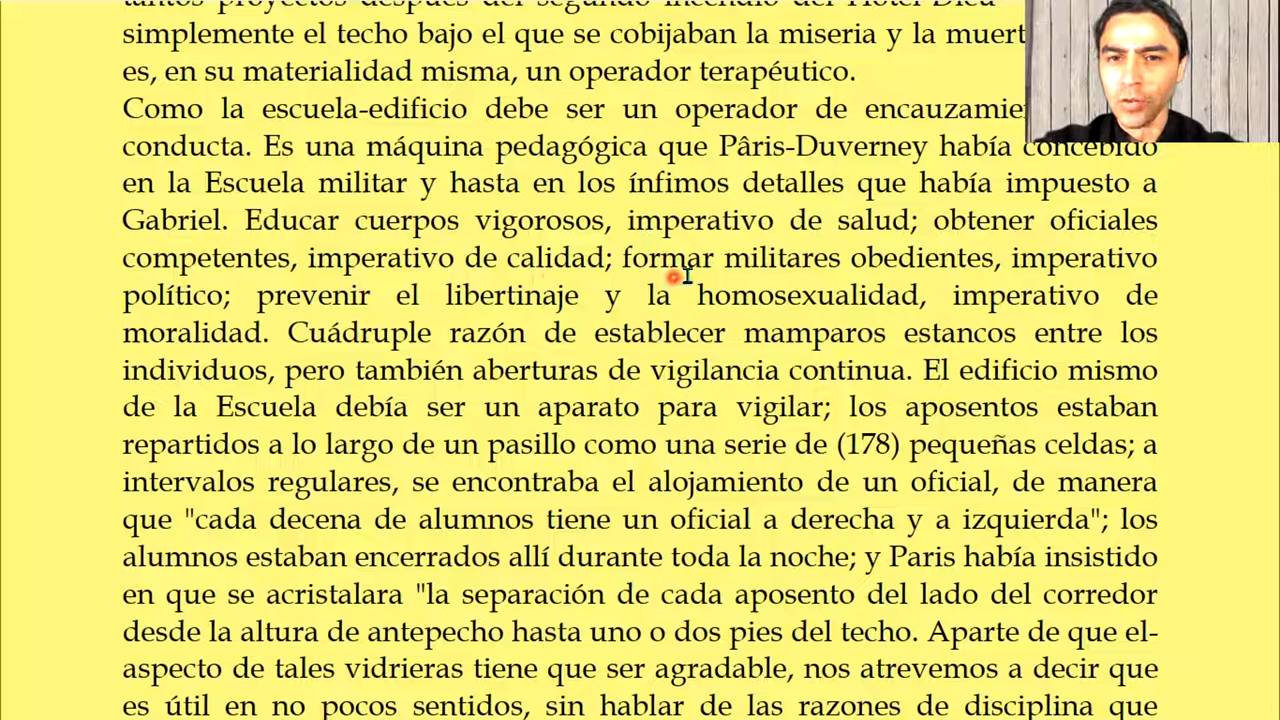 tantos proyectos después del segundo incendio del Hôtel-Dieu
simplemente el techo bajo el que se cobijaban la miseria y la muert
es, en su materialidad misma, un operador terapéutico.
Como la escuela-edificio debe ser un operador de encauzamie
conducta. Es una máquina pedagógica que Pâris-Duverney había concebido
en la Escuela militar y hasta en los ínfimos detalles que había impuesto a
Gabriel. Educar cuerpos vigorosos, imperativo de salud; obtener oficiales
competentes, imperativo de calidad; formar militares obedientes, imperativo
político; prevenir el libertinaje y la homosexualidad, imperativo de
moralidad. Cuádruple razón de establecer mamparos estancos entre los
individuos, pero también aberturas de vigilancia continua. El edificio mismo
de la Escuela debía ser un aparato para vigilar; los aposentos estaban
repartidos a lo largo de un pasillo como una serie de (178) pequeñas celdas; a
intervalos regulares, se encontraba el alojamiento de un oficial, de manera
que "cada decena de alumnos tiene un oficial a derecha y a izquierda"; los
alumnos estaban encerrados allí durante toda la noche; y Paris había insistido
en que se acristalara "la separación de cada aposento del lado del corredor
desde la altura de antepecho hasta uno o dos pies del techo. Aparte de que el-
aspecto de tales vidrieras tiene que ser agradable, nos atrevemos a decir que
es útil en no pocos sentidos, sin hablar de las razones de disciplina que